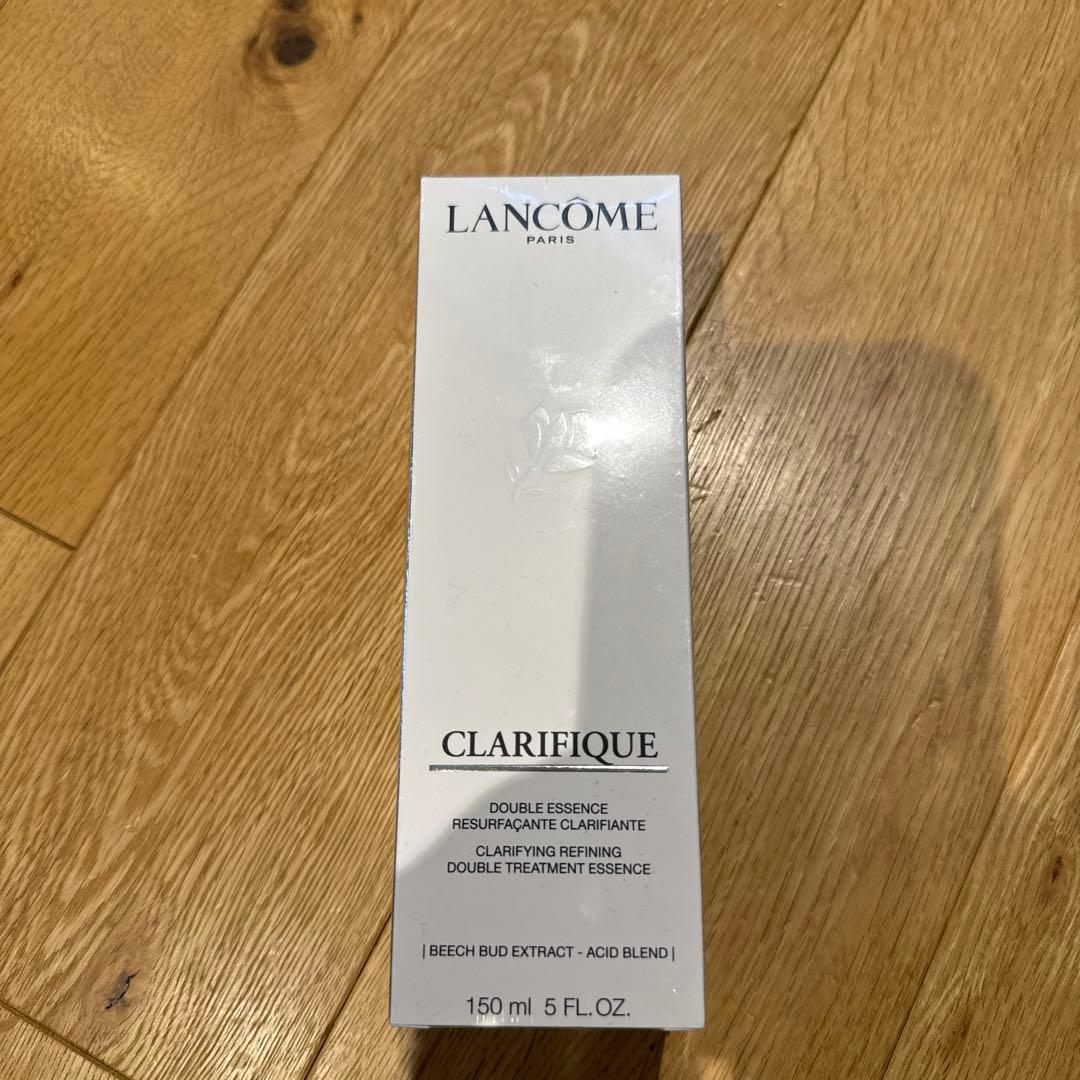 LANCÔME
PARIS
CLARIFIQUE
DOUBLE ESSENCE
RESURFAÇANTE CLARIFIANTE
CLARIFYING REFINING
DOUBLE TREATMENT ESSENCE
| BEECH BUD EXTRACT - ACID BLEND |
150 ml 5 FL.OZ.